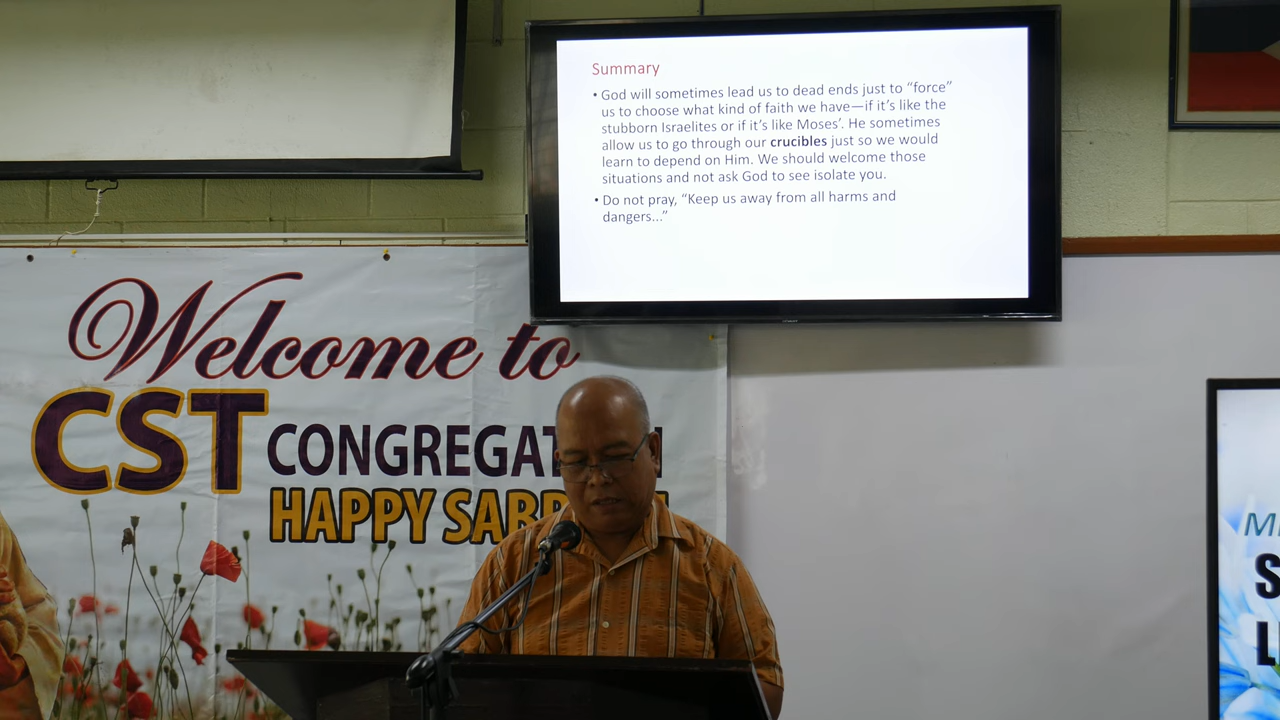 Summary
• God will sometimes lead us to dead ends just to “force”
us to choose what kind of faith we have—if it’s like the
stubborn Israelites or if it’s like Moses’. He sometimes
allow us to go through our crucibles just so we would
learn to depend on Him. We should welcome those
situations and not ask God to see isolate you.
• Do not pray, “Keep us away from all harms and
dangers...”
Welcome to
CST
CONGREGAT
HAPPY SABB